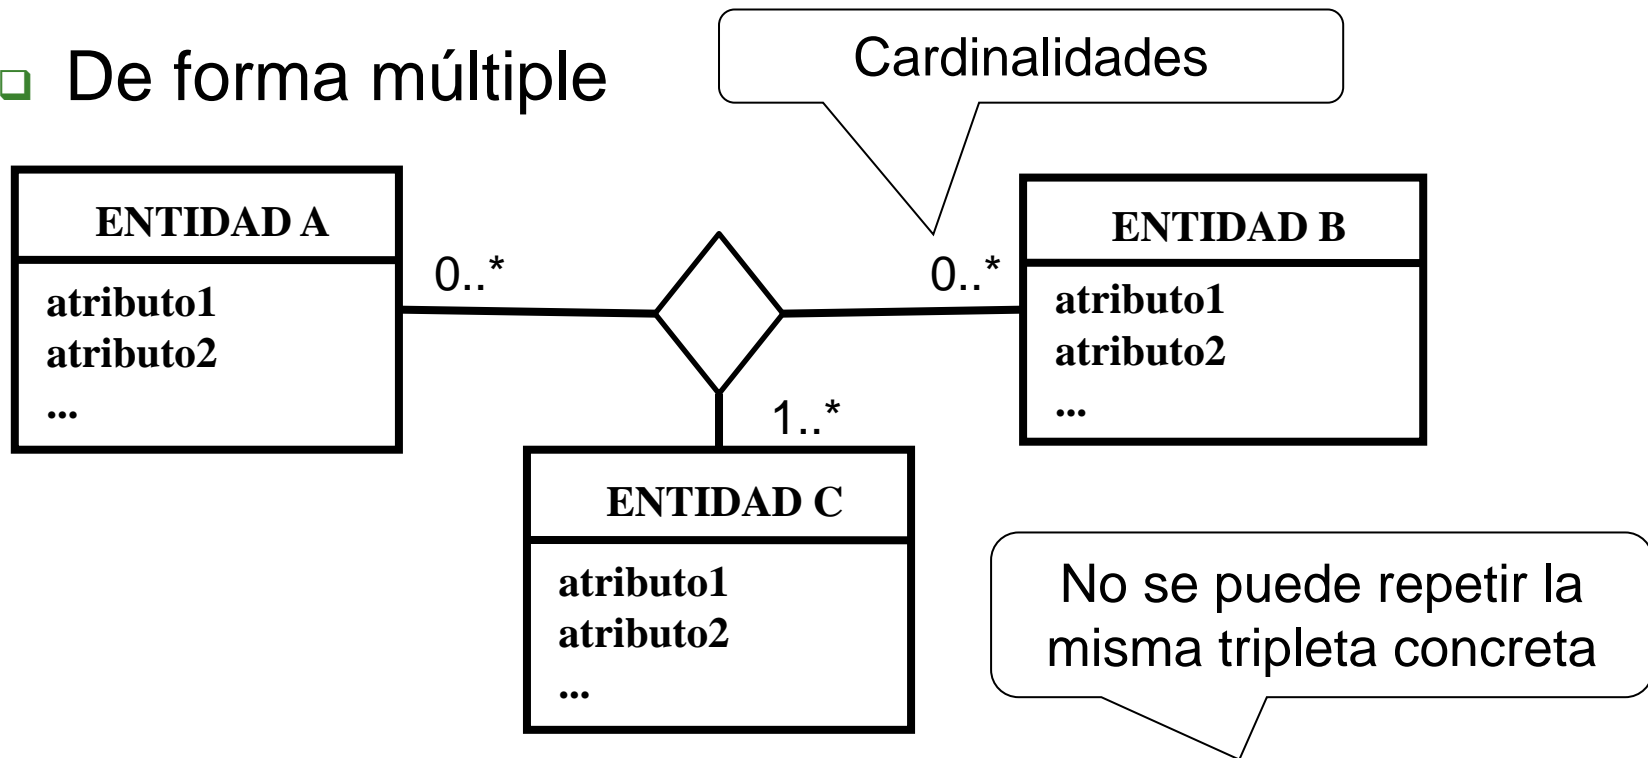 De forma múltiple
Cardinalidades
ENTIDAD A
atributo1
atributo2
...
0..*
0..*
ENTIDAD B
atributo1
atributo2
...
1..*
ENTIDAD C
atributo1
atributo2
...
No se puede repetir la
misma tripleta concreta